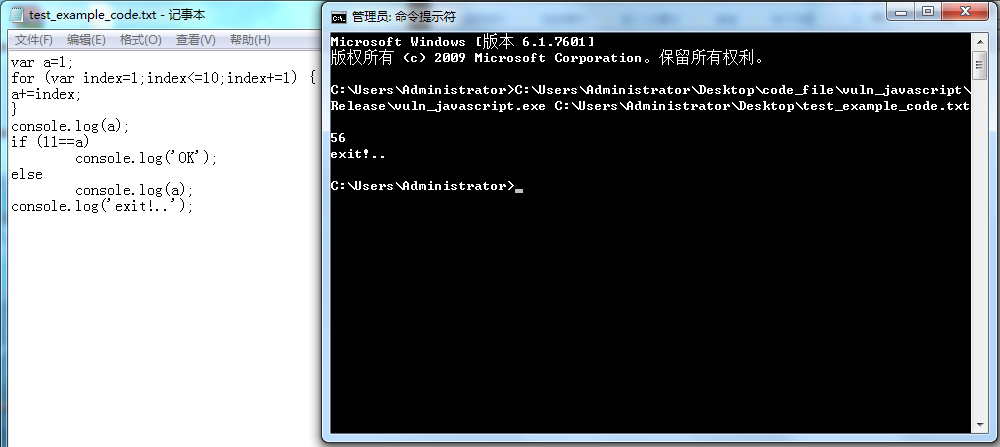 test_example_code.txt - 记事本
文件(F) 编辑(E) 格式(O) 查看(V) 帮助(H)
var a=1;
for (var index=1;index<=10;index+=1) {
a+=index;
}
console.log(a);
if (11==a)
        console.log('OK');
else
        console.log(a);
console.log('exit!..');
管理员: 命令提示符
Microsoft Windows [版本 6.1.7601]
版权所有 (c) 2009 Microsoft Corporation。保留所有权利。
C:\Users\Administrator>C:\Users\Administrator\Desktop\code_file\vuln_javascript\
Release\vuln_javascript.exe C:\Users\Administrator\Desktop\test_example_code.txt
56
exit!..
C:\Users\Administrator>